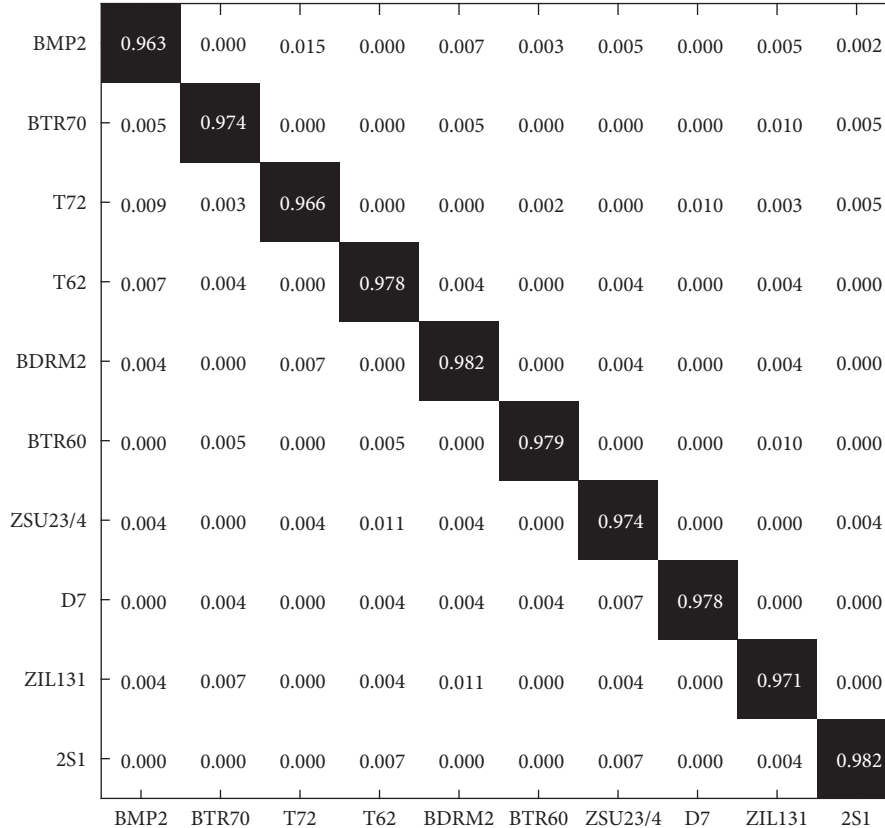 BMP2 0.963 0.000 0.015 0.000 0.007 0.003 0.005 0.000 0.005 0.002
BTR70 0.005 0.974 0.000 0.000 0.005 0.000 0.000 0.000 0.010 0.005
T72 0.009 0.003 0.966 0.000 0.000 0.002 0.000 0.010 0.003 0.005
T62 0.007 0.004 0.000 0.978 0.004 0.000 0.004 0.000 0.004 0.000
BDRM2 0.004 0.000 0.007 0.000 0.982 0.000 0.004 0.000 0.004 0.000
BTR60 0.000 0.005 0.000 0.005 0.000 0.979 0.000 0.000 0.010 0.000
ZSU23/4 0.004 0.000 0.004 0.011 0.004 0.000 0.974 0.000 0.000 0.004
D7 0.000 0.004 0.000 0.004 0.004 0.004 0.007 0.978 0.000 0.000
ZIL131 0.004 0.007 0.000 0.004 0.011 0.000 0.004 0.000 0.971 0.000
2S1 0.000 0.000 0.000 0.007 0.000 0.000 0.007 0.000 0.004 0.982
BMP2 BTR70 T72 T62 BDRM2 BTR60 ZSU23/4 D7 ZIL131 2S1